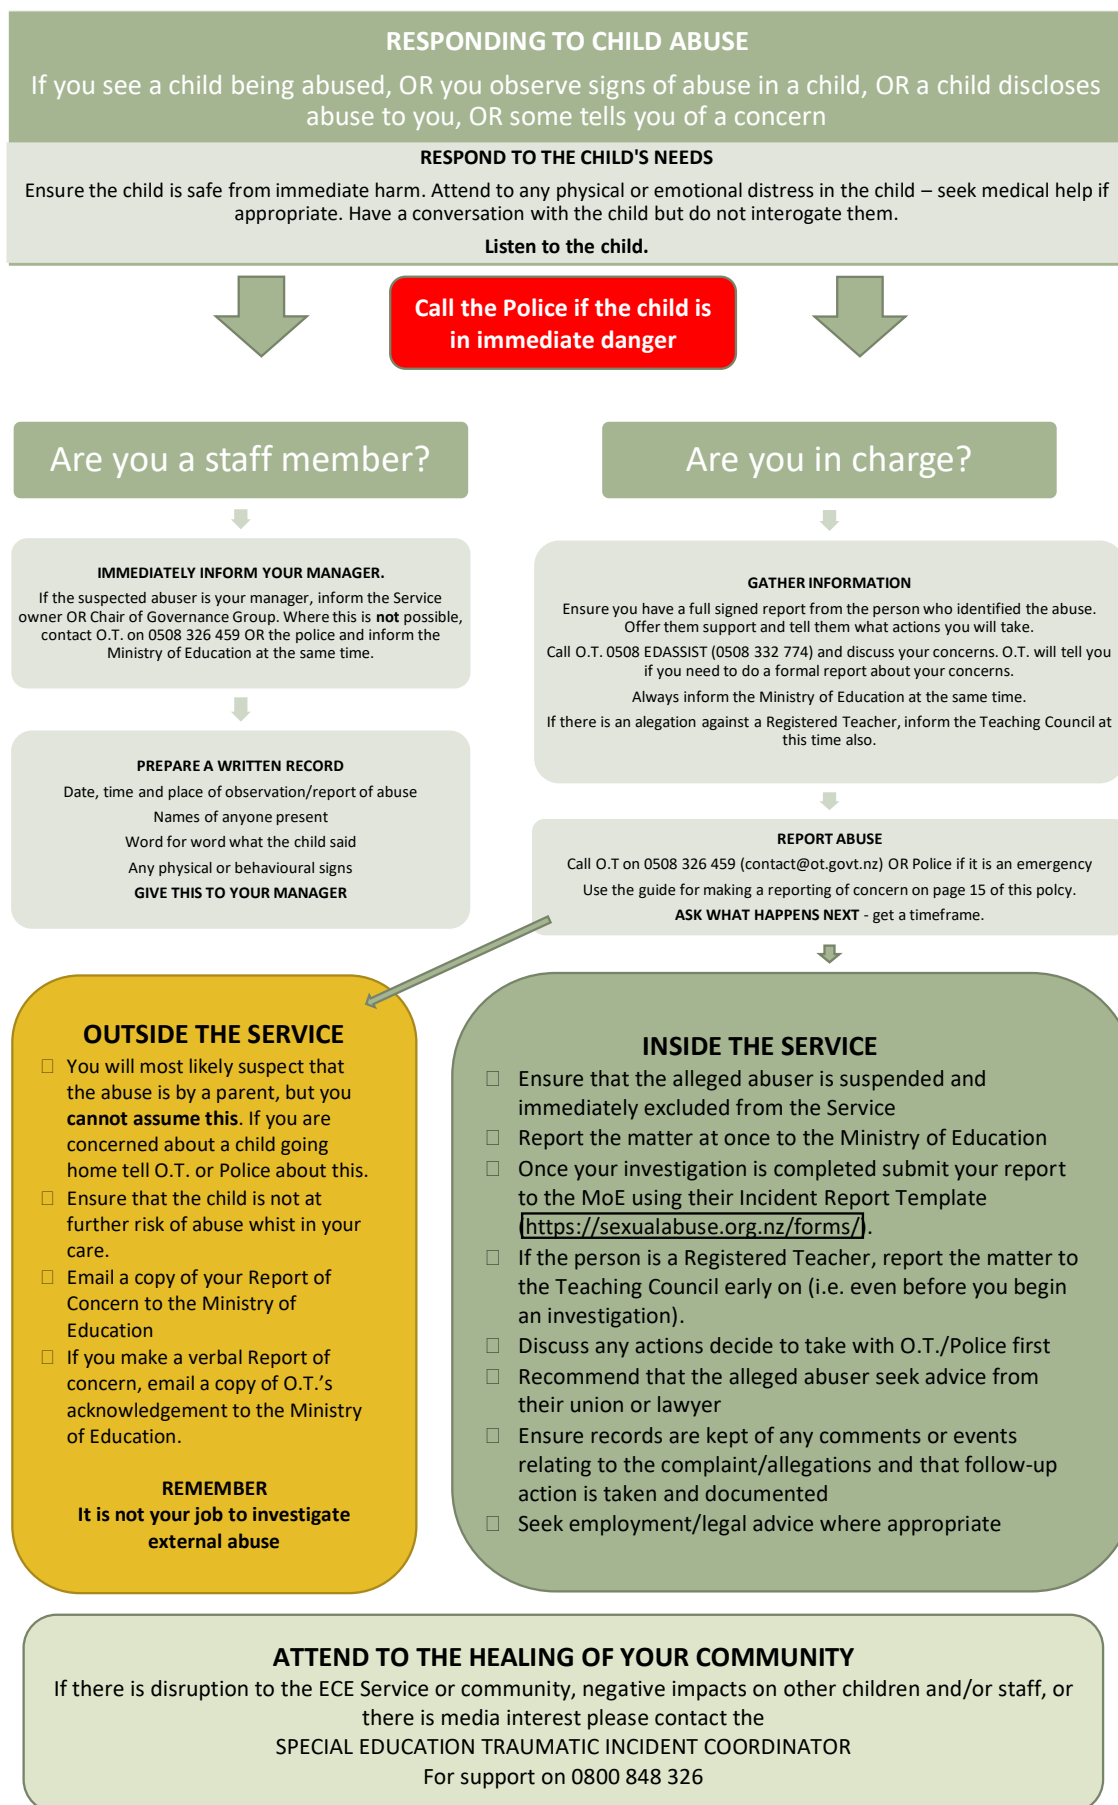 RESPONDING TO CHILD ABUSE
If you see a child being abused, OR you observe signs of abuse in a child, OR a child discloses
abuse to you, OR some tells you of a concern
RESPOND TO THE CHILD'S NEEDS
Ensure the child is safe from immediate harm. Attend to any physical or emotional distress in the child – seek medical help if
appropriate. Have a conversation with the child but do not interogate them.
Listen to the child.
Call the Police if the child is
in immediate danger
Are you a staff member?
IMMEDIATELY INFORM YOUR MANAGER.
If the suspected abuser is your manager, inform the Service
owner OR Chair of Governance Group. Where this is not possible,
contact O.T. on 0508 326 459 OR the police and inform the
Ministry of Education at the same time.
PREPARE A WRITTEN RECORD
Date, time and place of observation/report of abuse
Names of anyone present
Word for word what the child said
Any physical or behavioural signs
GIVE THIS TO YOUR MANAGER
Are you in charge?
GATHER INFORMATION
Ensure you have a full signed report from the person who identified the abuse.
Offer them support and tell them what actions you will take.
Call O.T. 0508 EDASSIST (0508 332 774) and discuss your concerns. O.T. will tell you
if you need to do a formal report about your concerns.
Always inform the Ministry of Education at the same time.
If there is an alegation against a Registered Teacher, inform the Teaching Council at
this time also.
REPORT ABUSE
Call O.T on 0508 326 459 (contact@ot.govt.nz) OR Police if it is an emergency
Use the guide for making a reporting of concern on page 15 of this polcy.
ASK WHAT HAPPENS NEXT - get a timeframe.
OUTSIDE THE SERVICE
□ You will most likely suspect that
the abuse is by a parent, but you
cannot assume this. If you are
concerned about a child going
home tell O.T. or Police about this.
□ Ensure that the child is not at
further risk of abuse whist in your
care.
□ Email a copy of your Report of
Concern to the Ministry of
Education
□ If you make a verbal Report of
concern, email a copy of O.T.'s
acknowledgement to the Ministry
of Education.
REMEMBER
It is not your job to investigate
external abuse
INSIDE THE SERVICE
□ Ensure that the alleged abuser is suspended and
immediately excluded from the Service
□ Report the matter at once to the Ministry of Education
□ Once your investigation is completed submit your report
to the MoE using their Incident Report Template
(https://sexualabuse.org.nz/forms/).
□ If the person is a Registered Teacher, report the matter to
the Teaching Council early on (i.e. even before you begin
an investigation).
□ Discuss any actions decide to take with O.T./Police first
□ Recommend that the alleged abuser seek advice from
their union or lawyer
□ Ensure records are kept of any comments or events
relating to the complaint/allegations and that follow-up
action is taken and documented
□ Seek employment/legal advice where appropriate
ATTEND TO THE HEALING OF YOUR COMMUNITY
If there is disruption to the ECE Service or community, negative impacts on other children and/or staff, or
there is media interest please contact the
SPECIAL EDUCATION TRAUMATIC INCIDENT COORDINATOR
For support on 0800 848 326